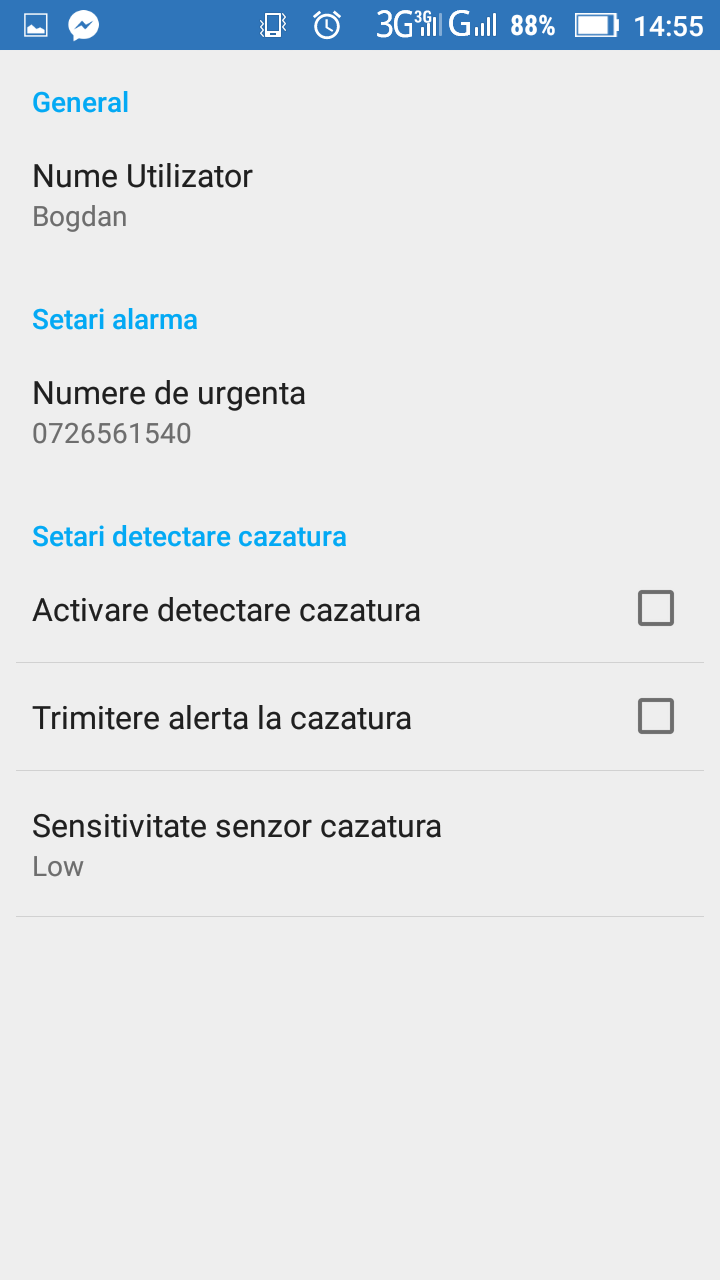 3G 3G G 88% 14:55
General
Nume Utilizator
Bogdan
Setari alarma
Numere de urgenta
0726561540
Setari detectare cazatura
Activare detectare cazatura
Trimitere alerta la cazatura
Sensitivitate senzor cazatura
Low